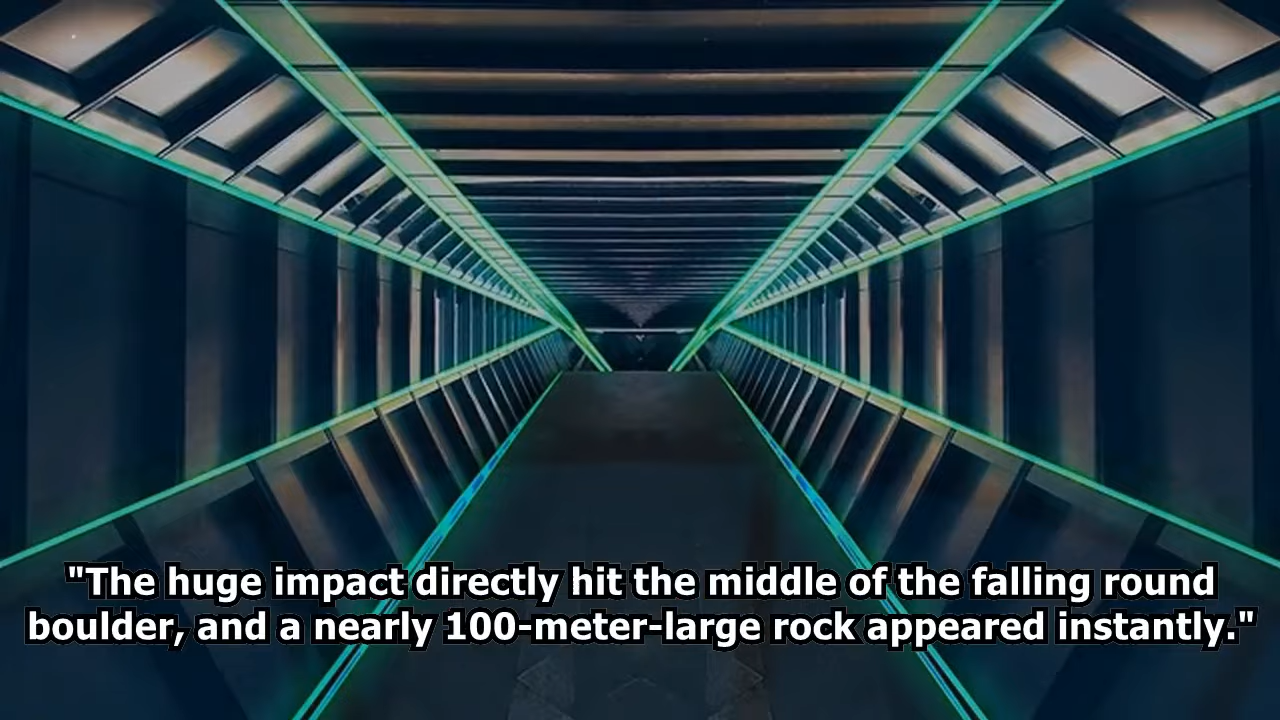 "The huge impact directly hit the middle of the falling round
boulder, and a nearly 100-meter-large rock appeared instantly."